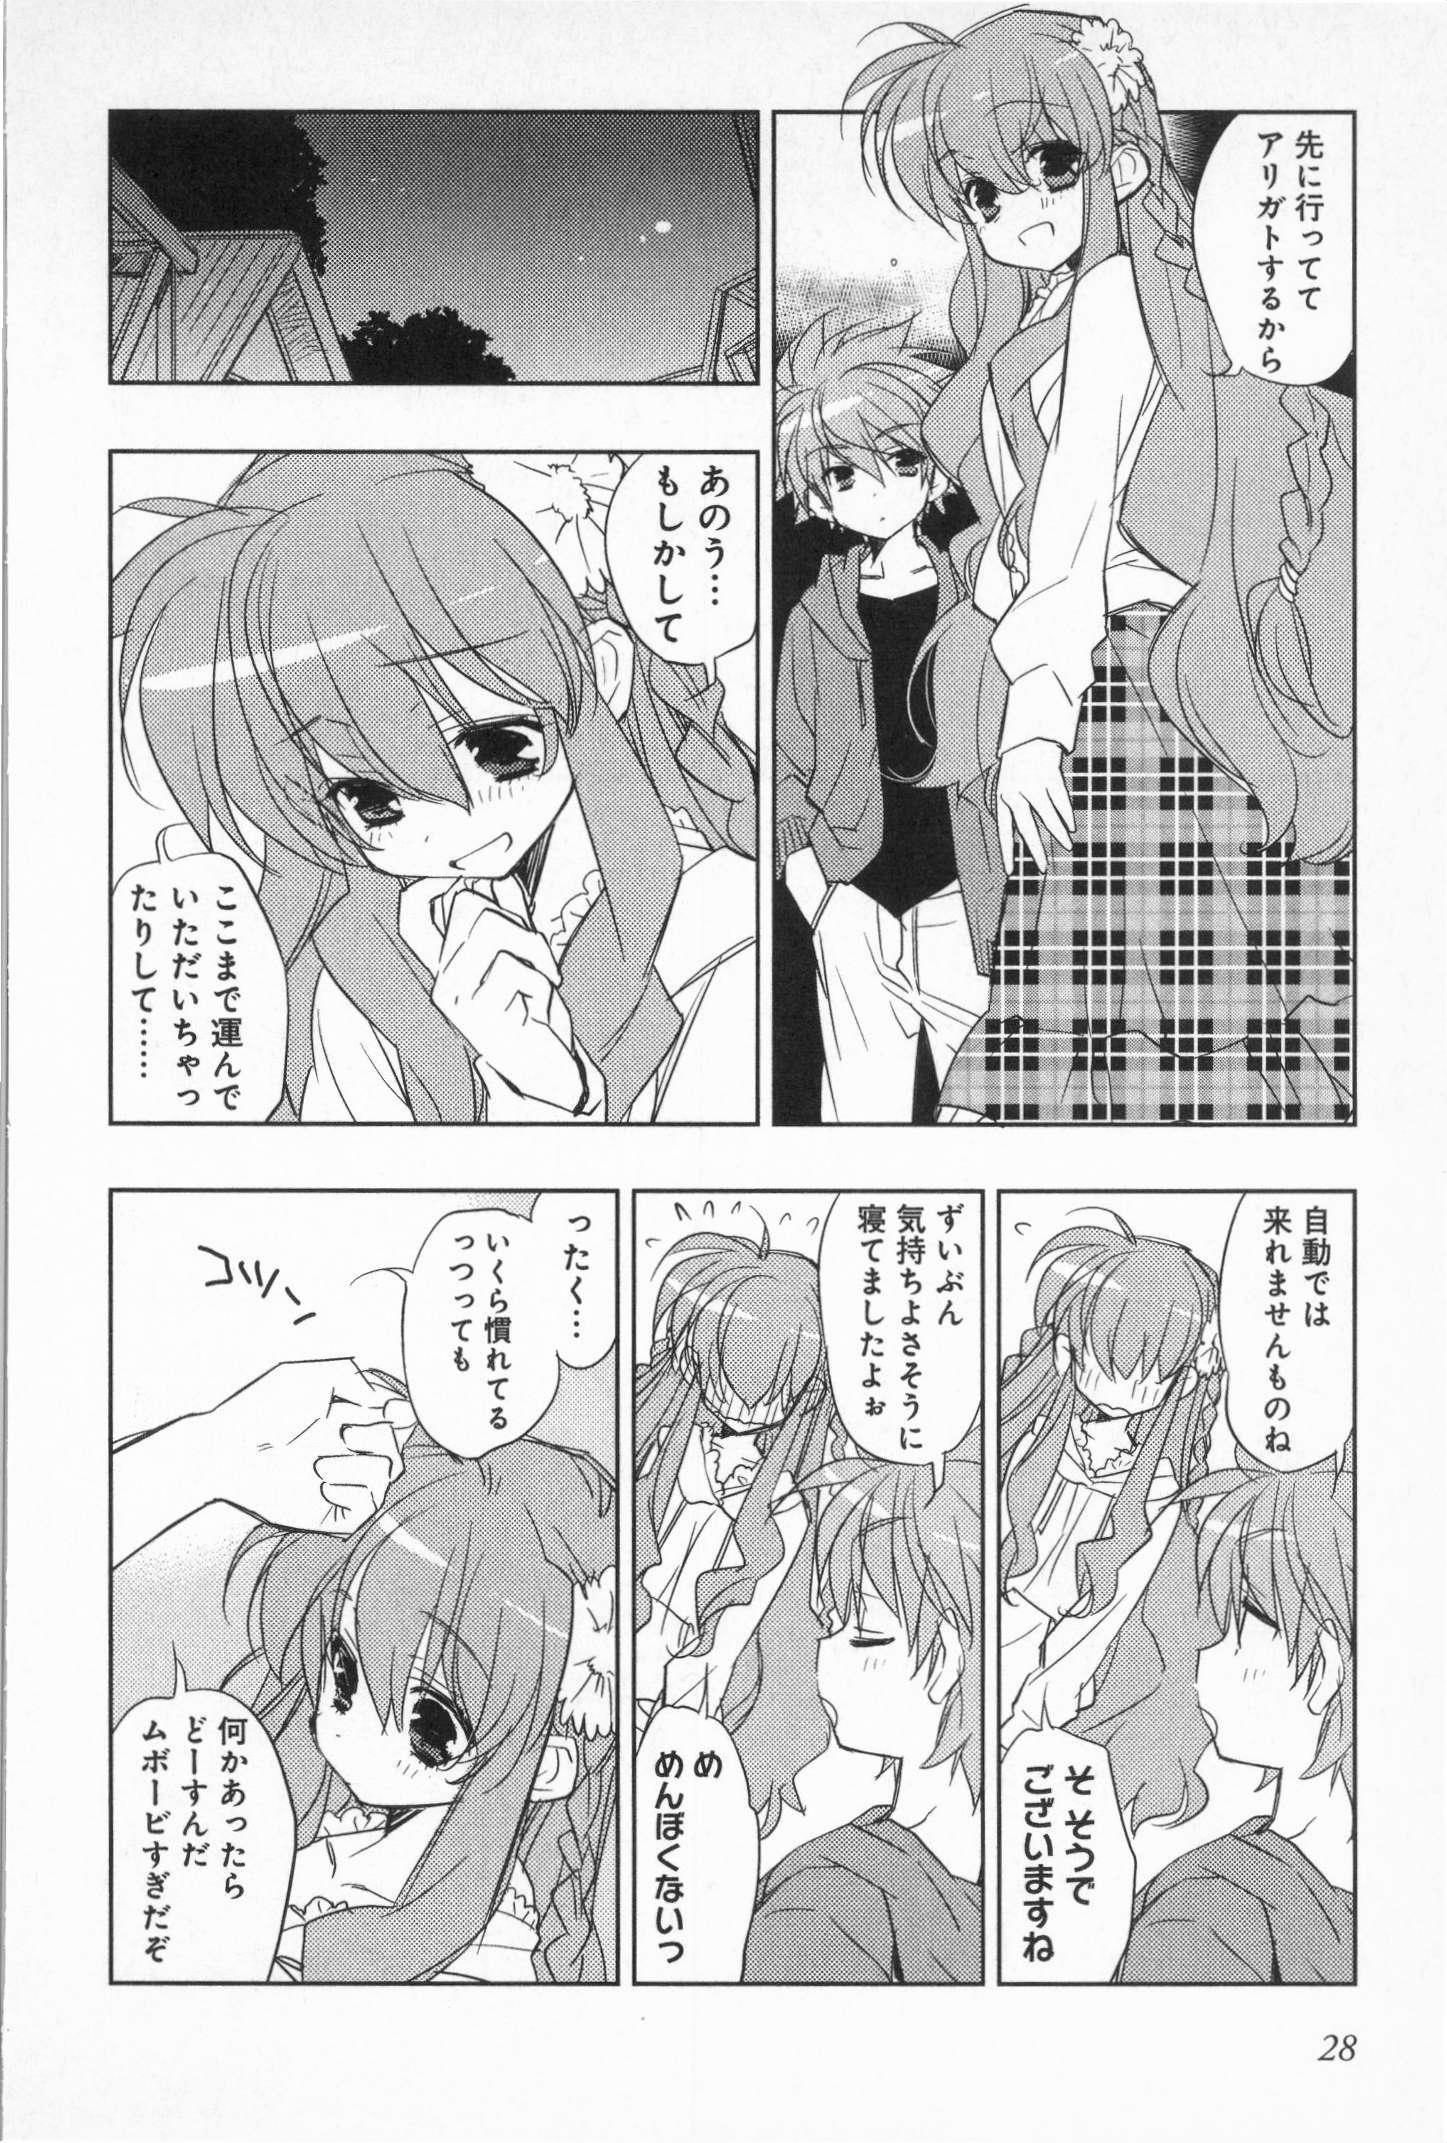 先に行ってて
アリガトするから
あのう…
もしかして
ここまで運んで
いただいちゃっ
たりして……
自動では
来れませんものね
そ そうで
ございますね
ずいぶん
気持ちよさそうに
寝てましたよぉ
め
めんぼくないっ
ったく…
いくら慣れてる
っつっても
コツン
何かあったら
どーすんだ
ムボービすぎだぞ
28